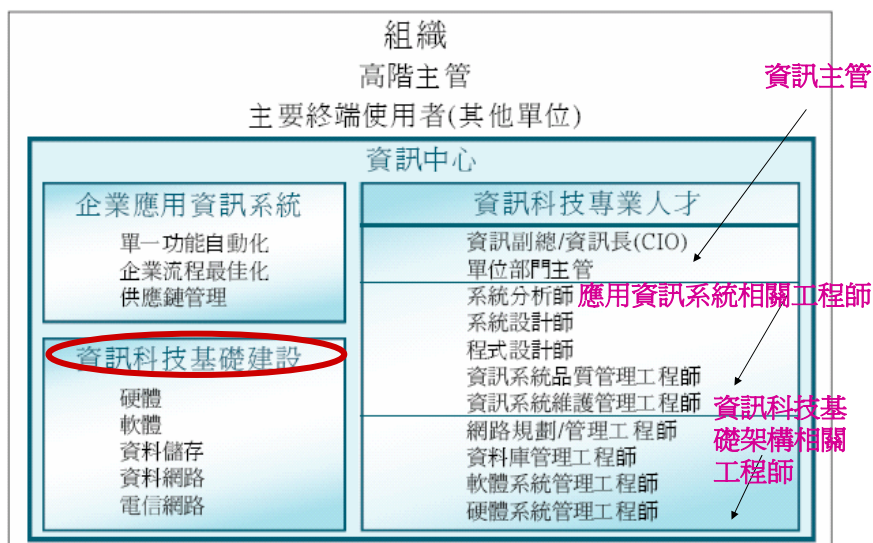 組織
高階主管
資訊主管
主要終端使用者(其他單位)
資訊中心
企業應用資訊系統
單一功能自動化
企業流程最佳化
供應鏈管理
資訊科技基礎建設
硬體
軟體
資料儲存
資料網路
電信網路
資訊科技專業人才
資訊副總/資訊長(CIO)
單位部門主管
系統分析師
應用資訊系統相關工程師
系統設計師
程式設計師
資訊系統品質管理工程師
資訊系統維護管理工程師
資訊科技基
礎架構相關
工程師
網路規劃/管理工程師
資料庫管理工程師
軟體系統管理工程師
硬體系統管理工程師